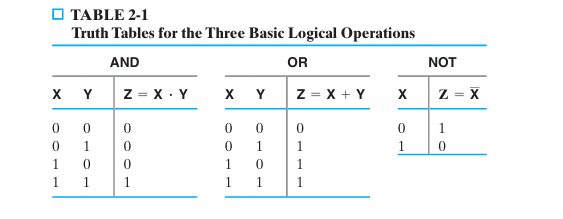 TABLE 2-1
Truth Tables for the Three Basic Logical Operations
AND OR NOT
X Y Z = X · Y X Y Z = X + Y X Z = X̅
0 0 0 0 0 0 0 1
0 1 0 0 1 1 1 0
1 0 0 1 0 1
1 1 1 1 1 1